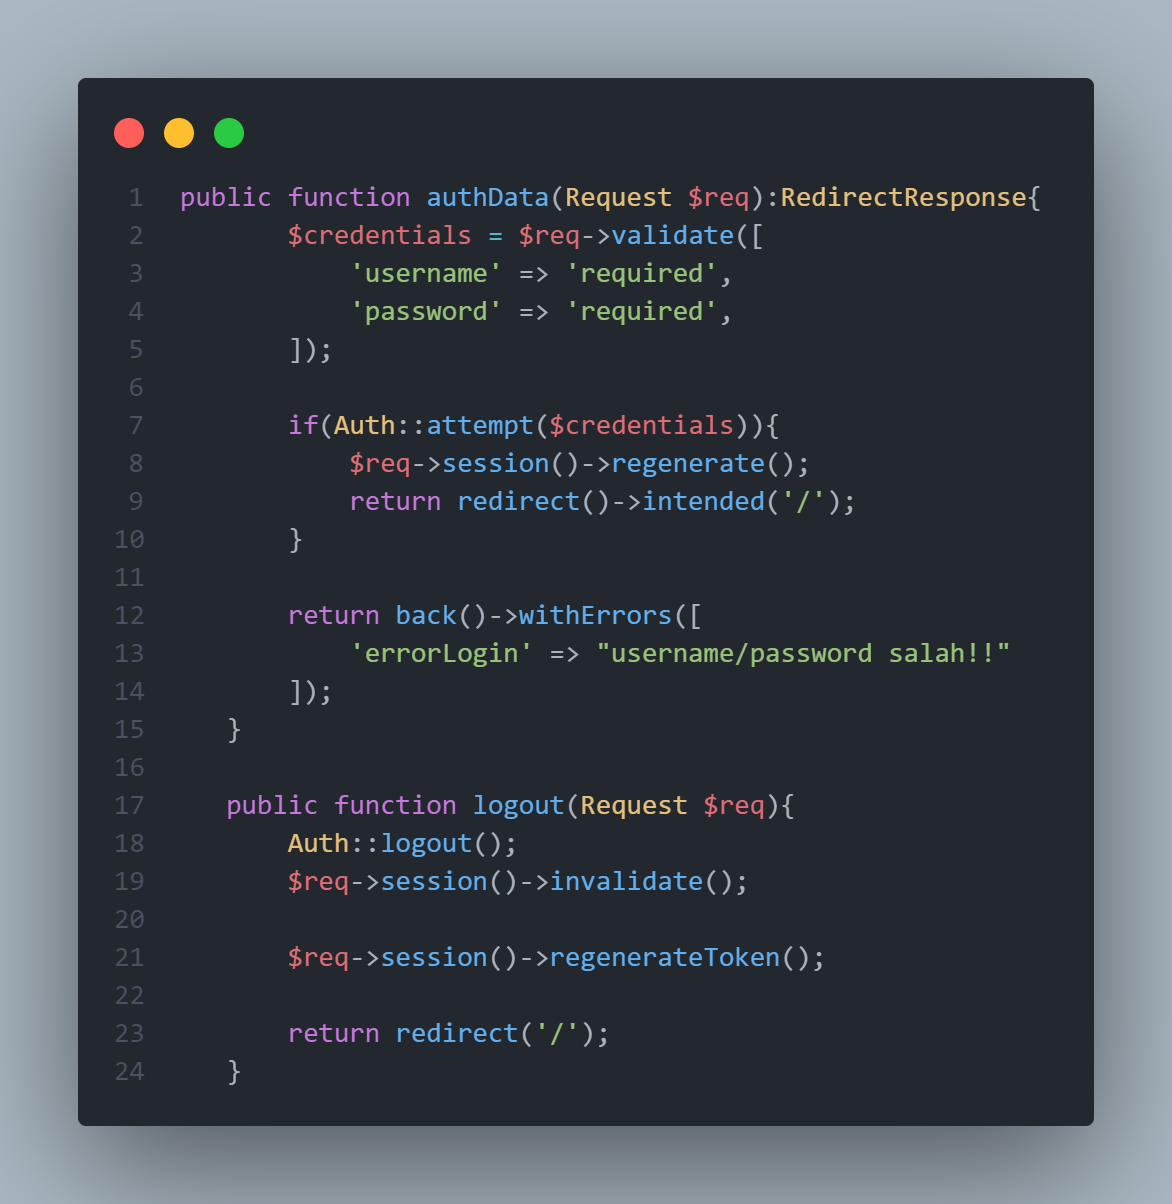 1 public function authData(Request $req):RedirectResponse{
2 $credentials = $req->validate([
3 'username' => 'required',
4 'password' => 'required',
5 ]);
6
7 if(Auth::attempt($credentials)){
8 $req->session()->regenerate();
9 return redirect()->intended('/');
10 }
11
12 return back()->withErrors([
13 'errorLogin' => "username/password salah!!"
14 ]);
15 }
16
17 public function logout(Request $req){
18 Auth::logout();
19 $req->session()->invalidate();
20
21 $req->session()->regenerateToken();
22
23 return redirect('/');
24 }